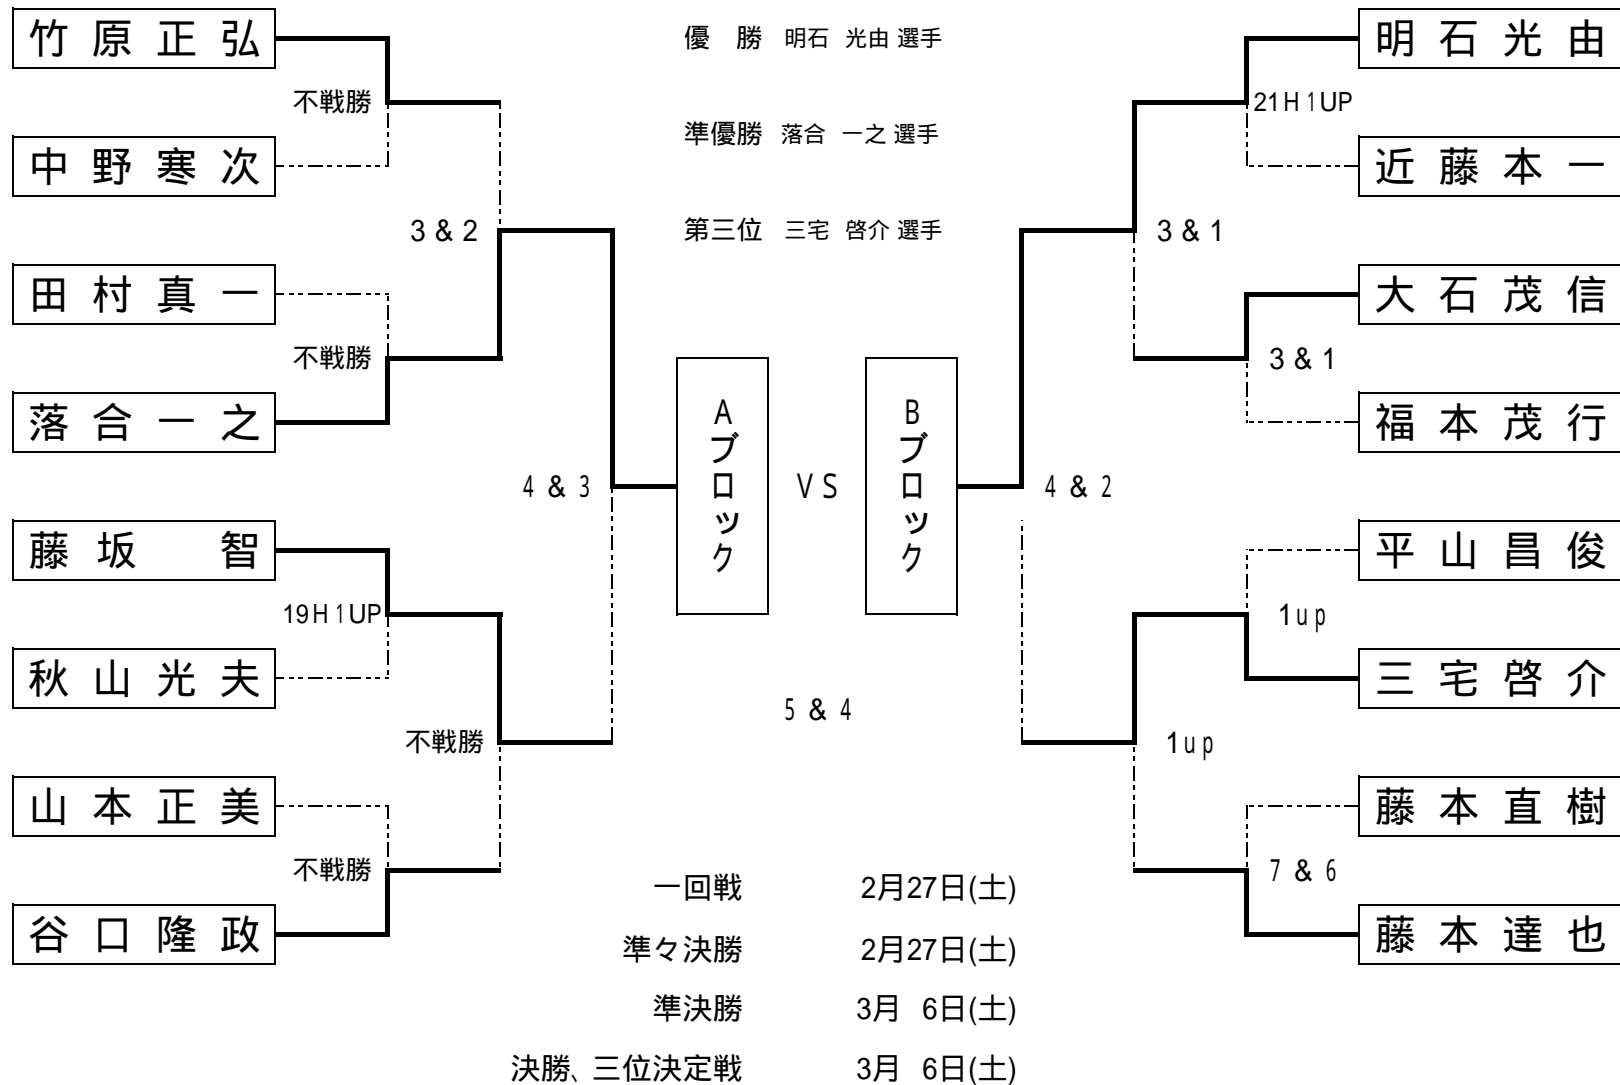 竹原正弘
優 勝 明石 光由 選手
明石光由
不戦勝
21H 1UP
中野寒次
準優勝 落合 一之 選手
近藤本一
3 & 2
第三位 三宅 啓介 選手
3 & 1
田村真一
大石茂信
不戦勝
3 & 1
落合一之
Aブロック
VS
Bブロック
福本茂行
4 & 3
4 & 2
藤坂 智
平山昌俊
19H 1UP
1up
秋山光夫
三宅啓介
5 & 4
不戦勝
1up
山本正美
藤本直樹
不戦勝
7 & 6
谷口隆政
藤本達也
一回戦 2月27日(土)
準々決勝 2月27日(土)
準決勝 3月 6日(土)
決勝、三位決定戦 3月 6日(土)